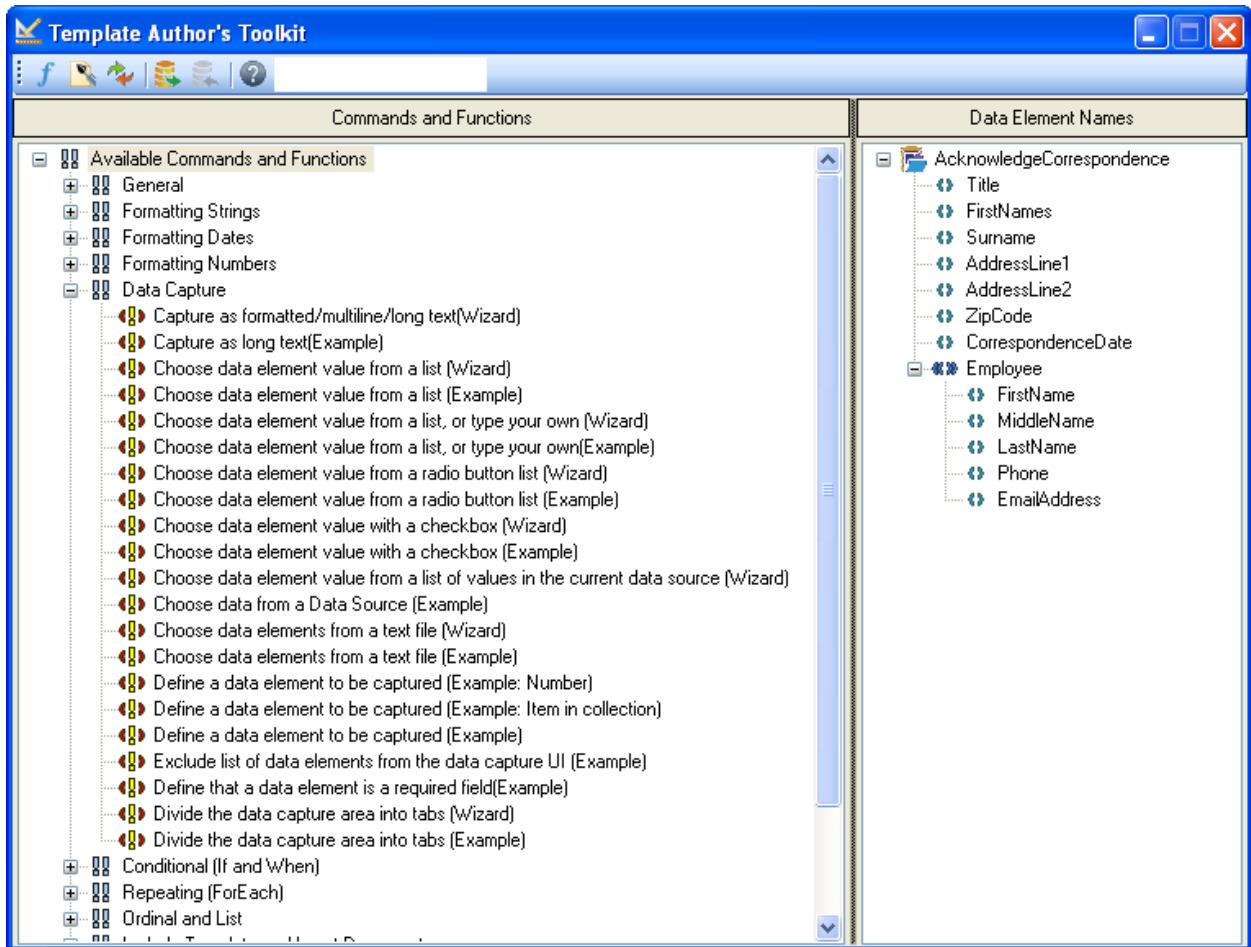 Template Author's Toolkit
Commands and Functions
Available Commands and Functions
General
Formatting Strings
Formatting Dates
Formatting Numbers
Data Capture
Capture as formatted/multiline/long text(Wizard)
Capture as long text(Example)
Choose data element value from a list (Wizard)
Choose data element value from a list (Example)
Choose data element value from a list, or type your own (Wizard)
Choose data element value from a list, or type your own(Example)
Choose data element value from a radio button list (Wizard)
Choose data element value from a radio button list (Example)
Choose data element value with a checkbox (Wizard)
Choose data element value with a checkbox (Example)
Choose data element value from a list of values in the current data source (Wizard)
Choose data from a Data Source (Example)
Choose data elements from a text file (Wizard)
Choose data elements from a text file (Example)
Define a data element to be captured (Example: Number)
Define a data element to be captured (Example: Item in collection)
Define a data element to be captured (Example)
Exclude list of data elements from the data capture UI (Example)
Define that a data element is a required field(Example)
Divide the data capture area into tabs (Wizard)
Divide the data capture area into tabs (Example)
Conditional (If and When)
Repeating (ForEach)
Ordinal and List
Data Element Names
AcknowledgeCorrespondence
Title
FirstNames
Surname
AddressLine1
AddressLine2
ZipCode
CorrespondenceDate
Employee
FirstName
MiddleName
LastName
Phone
EmailAddress